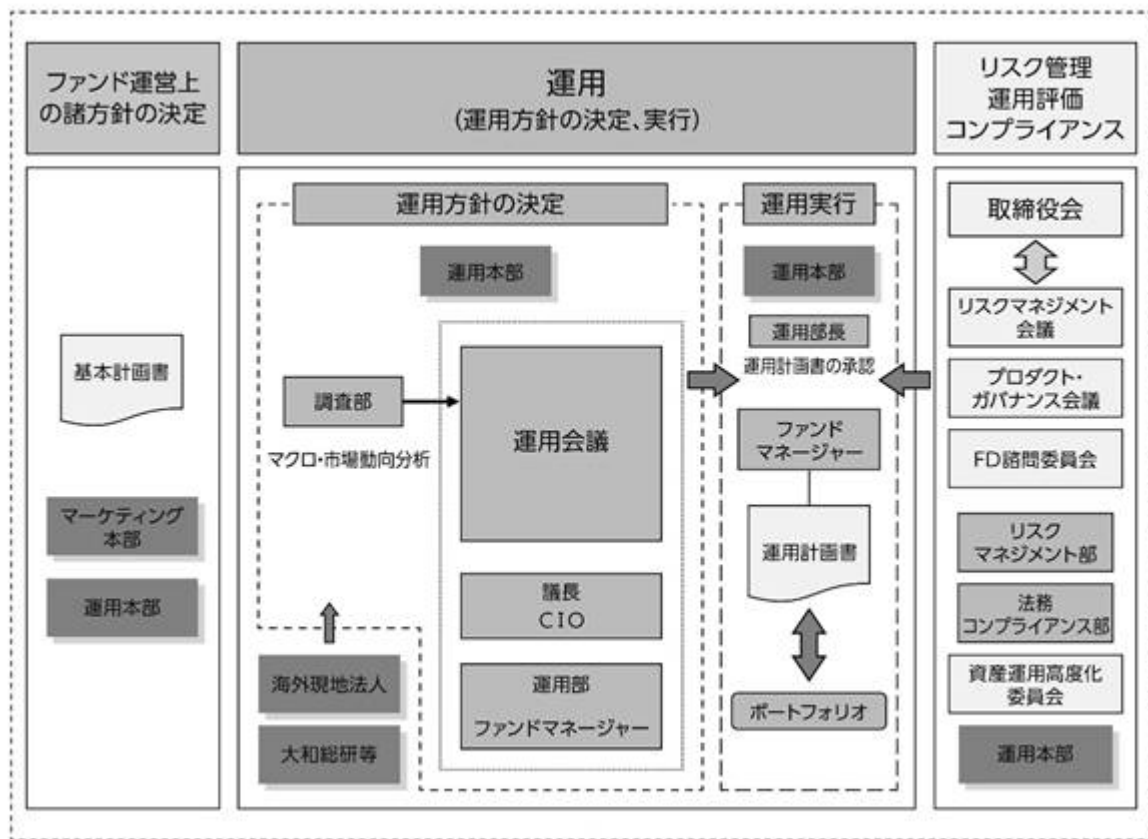 ファンド運営上
の諸方針の決定
運用
(運用方針の決定、実行)
リスク管理
運用評価
コンプライアンス
基本計画書
マーケティング
本部
運用本部
運用方針の決定
運用本部
調査部
マクロ・市場動向分析
運用会議
議長
CIO
運用部
ファンドマネージャー
海外現地法人
大和総研等
運用実行
運用本部
運用部長
運用計画書の承認
ファンド
マネージャー
運用計画書
ポートフォリオ
取締役会
リスクマネジメント
会議
プロダクト・
ガバナンス会議
FD諮問委員会
リスク
マネジメント部
法務
コンプライアンス部
資産運用高度化
委員会
運用本部